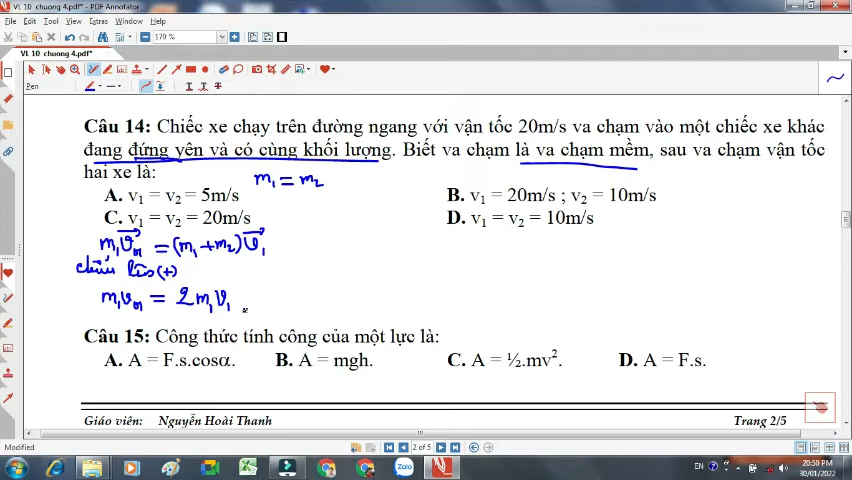 VL 10 chuong 4.pdf* - PDF Annotator
File Edit Insert Tool View Extras Window Help
170 %
VL 10 chuong 4.pdf*
Pen
Câu 14: Chiếc xe chạy trên đường ngang với vận tốc 20m/s va chạm vào một chiếc xe khác
đang đứng yên và có cùng khối lượng. Biết va chạm là va chạm mềm, sau va chạm vận tốc
hai xe là:
m₁ = m₂
A. v₁ = v₂ = 5m/s B. v₁ = 20m/s ; v₂ = 10m/s
C. v₁ = v₂ = 20m/s D. v₁ = v₂ = 10m/s
m₁v₀₁ = (m₁+m₂)v₁
chiếu lên (+)
m₁v₀₁ = 2m₁v₁
Câu 15: Công thức tính công của một lực là:
A. A = F.s.cosα. B. A = mgh. C. A = ½.mv². D. A = F.s.
Giáo viên: Nguyễn Hoài Thanh Trang 2/5
Modified 2 of 5
Zalo EN 20:50 PM
30/01/2022